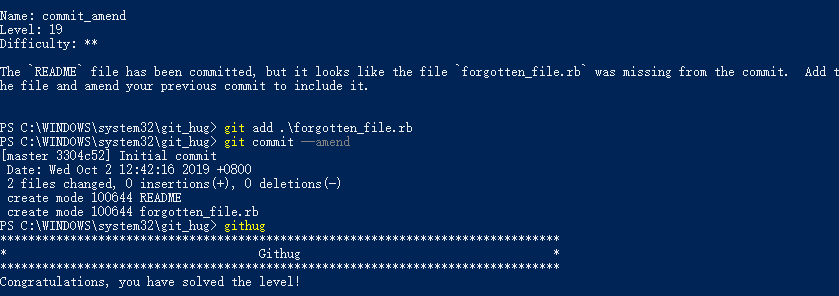 Name: commit_amend
Level: 19
Difficulty: **
The `README` file has been committed, but it looks like the file `forgotten_file.rb` was missing from the commit.  Add t
he file and amend your previous commit to include it.
PS C:\WINDOWS\system32\git_hug> git add .\forgotten_file.rb
PS C:\WINDOWS\system32\git_hug> git commit --amend
[master 3304c52] Initial commit
 Date: Wed Oct 2 12:42:16 2019 +0800
 2 files changed, 0 insertions(+), 0 deletions(-)
 create mode 100644 README
 create mode 100644 forgotten_file.rb
PS C:\WINDOWS\system32\git_hug> githug
********************************************************************************
*                                    Githug                                    *
********************************************************************************
Congratulations, you have solved the level!